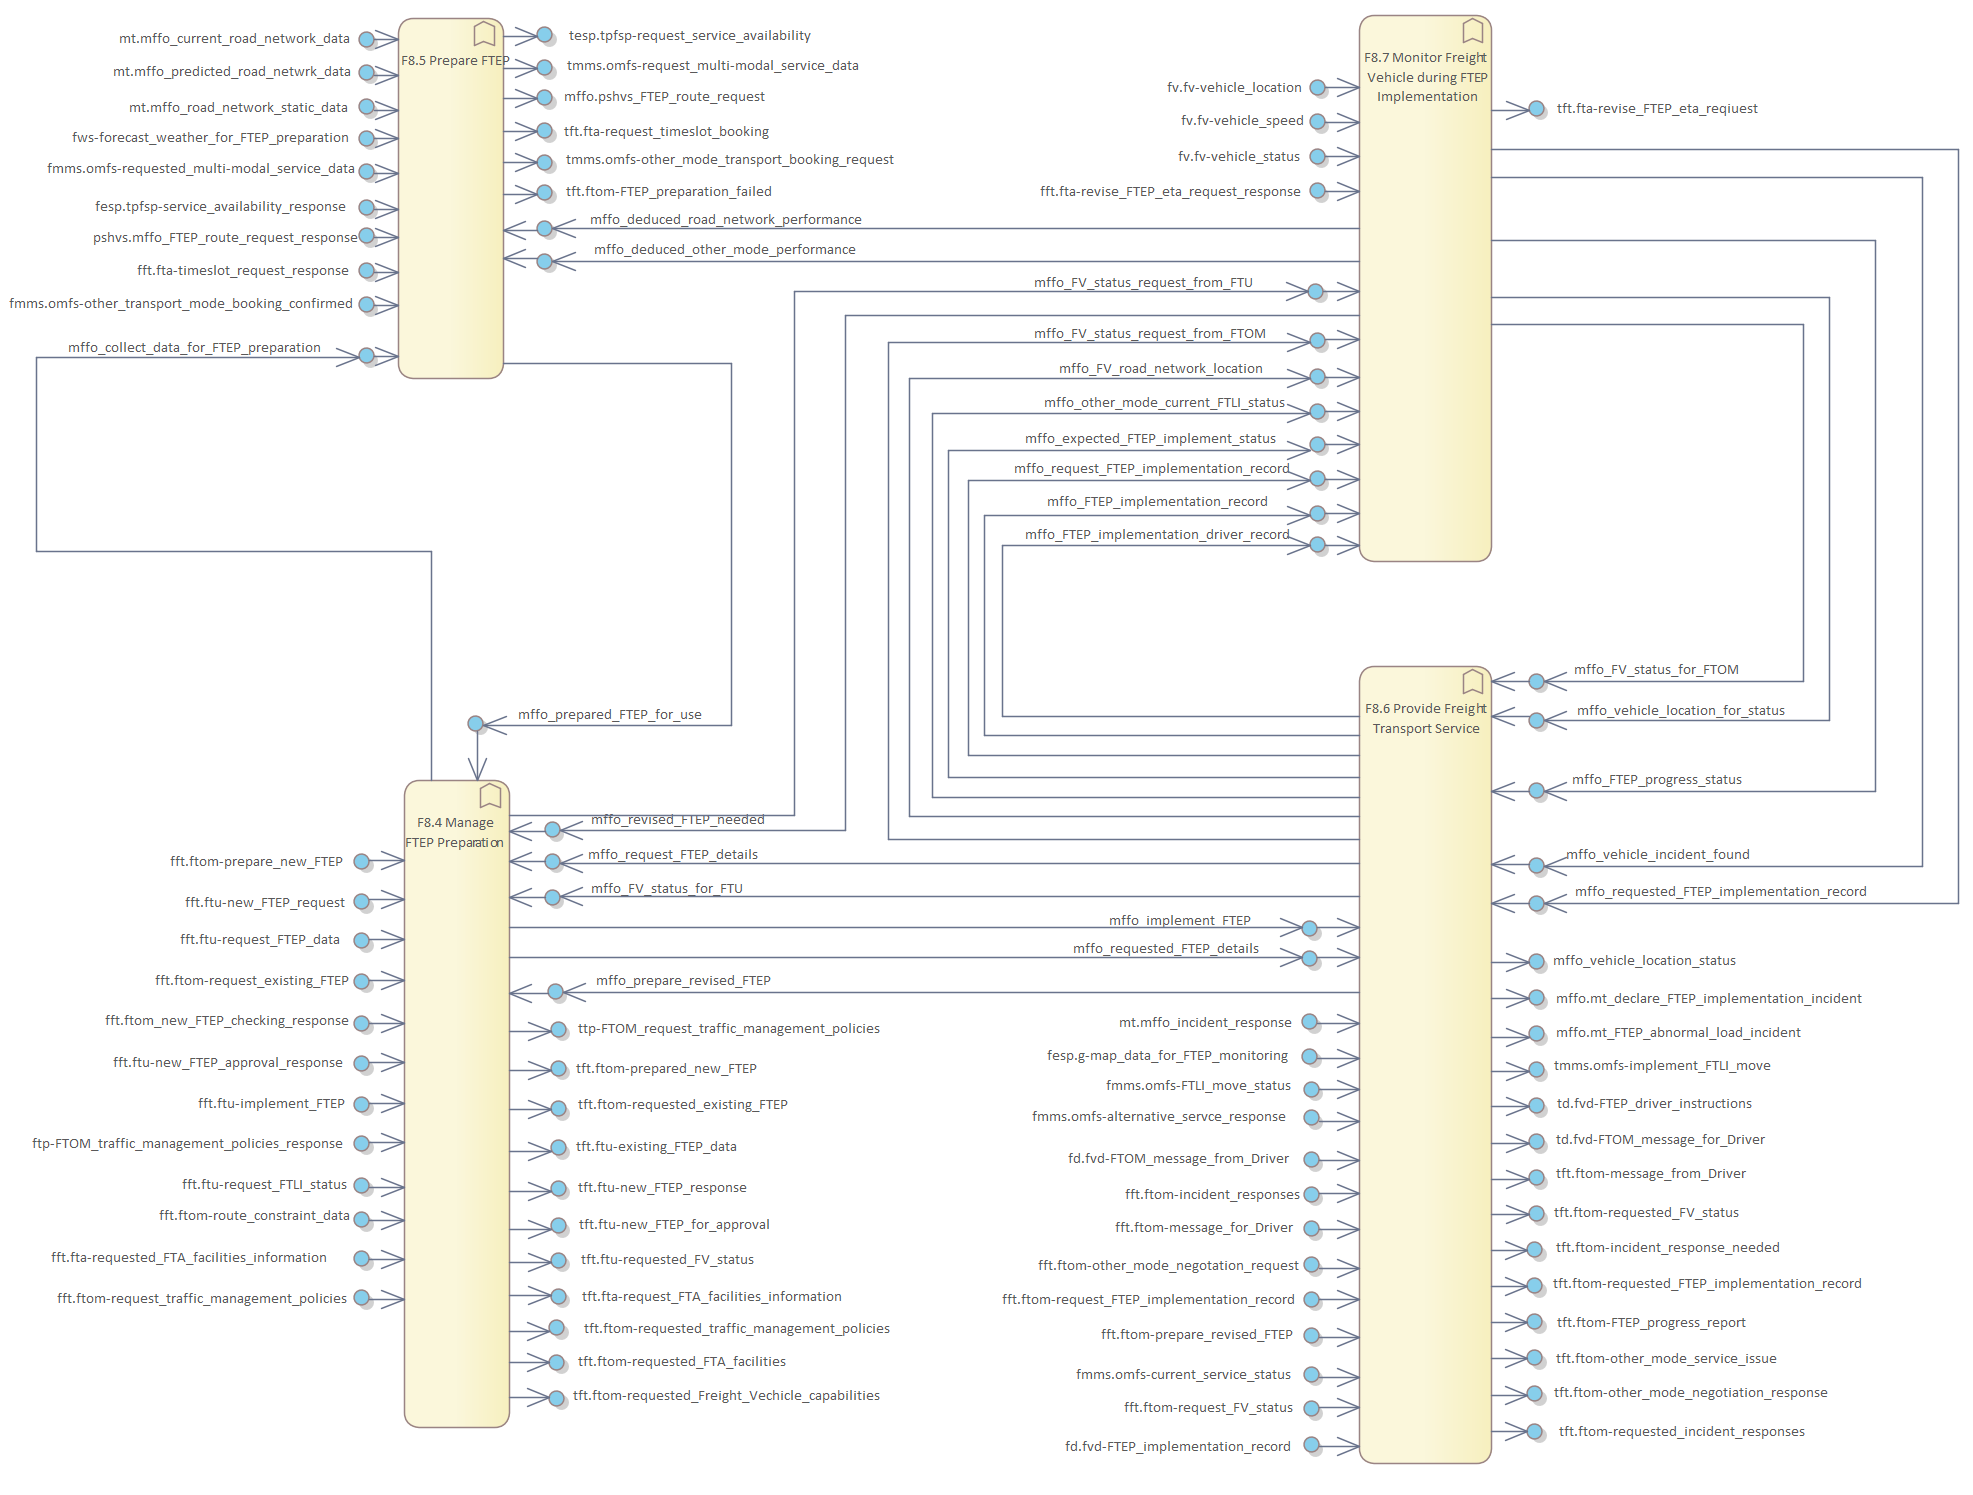 mt.mffo_current_road_network_data
mt.mffo_predicted_road_netwrk_data
mt.mffo_road_network_static_data
fws-forecast_weather_for_FTEP_preparation
fmms.omfs-requested_multi-modal_service_data
fesp.tpfsp-service_availability_response
pshvs.mffo_FTEP_route_request_response
fft.fta-timeslot_request_response
fmms.omfs-other_transport_mode_booking_confirmed
mffo_collect_data_for_FTEP_preparation
F8.5 Prepare FTEP
tesp.tpfsp-request_service_availability
tmms.omfs-request_multi-modal_service_data
mffo.pshvs_FTEP_route_request
tft.fta-request_timeslot_booking
tmms.omfs-other_mode_transport_booking_request
tft.ftom-FTEP_preparation_failed
mffo_deduced_road_network_performance
mffo_deduced_other_mode_performance
F8.7 Monitor Freight
Vehicle during FTEP
Implementation
fv.fv-vehicle_location
fv.fv-vehicle_speed
fv.fv-vehicle_status
fft.fta-revise_FTEP_eta_request_response
tft.fta-revise_FTEP_eta_reqiuest
mffo_FV_status_request_from_FTU
mffo_FV_status_request_from_FTOM
mffo_FV_road_network_location
mffo_other_mode_current_FTLI_status
mffo_expected_FTEP_implement_status
mffo_request_FTEP_implementation_record
mffo_FTEP_implementation_record
mffo_FTEP_implementation_driver_record
mffo_prepared_FTEP_for_use
F8.4 Manage
FTEP Preparation
mffo_revised_FTEP_needed
mffo_request_FTEP_details
mffo_FV_status_for_FTU
mffo_implement_FTEP
mffo_requested_FTEP_details
mffo_prepare_revised_FTEP
fft.ftom-prepare_new_FTEP
fft.ftu-new_FTEP_request
fft.ftu-request_FTEP_data
fft.ftom-request_existing_FTEP
fft.ftom_new_FTEP_checking_response
fft.ftu-new_FTEP_approval_response
fft.ftu-implement_FTEP
ftp-FTOM_traffic_management_policies_response
fft.ftu-request_FTLI_status
fft.ftom-route_constraint_data
fft.fta-requested_FTA_facilities_information
fft.ftom-request_traffic_management_policies
ttp-FTOM_request_traffic_management_policies
tft.ftom-prepared_new_FTEP
tft.ftom-requested_existing_FTEP
tft.ftu-existing_FTEP_data
tft.ftu-new_FTEP_response
tft.ftu-new_FTEP_for_approval
tft.ftu-requested_FV_status
tft.fta-request_FTA_facilities_information
tft.ftom-requested_traffic_management_policies
tft.ftom-requested_FTA_facilities
tft.ftom-requested_Freight_Vechicle_capabilities
F8.6 Provide Freight
Transport Service
mffo_FV_status_for_FTOM
mffo_vehicle_location_for_status
mffo_FTEP_progress_status
mffo_vehicle_incident_found
mffo_requested_FTEP_implementation_record
mt.mffo_incident_response
fesp.g-map_data_for_FTEP_monitoring
fmms.omfs-FTLI_move_status
fmms.omfs-alternative_servce_response
fd.fvd-FTOM_message_from_Driver
fft.ftom-incident_responses
fft.ftom-message_for_Driver
fft.ftom-other_mode_negotation_request
fft.ftom-request_FTEP_implementation_record
fft.ftom-prepare_revised_FTEP
fmms.omfs-current_service_status
fft.ftom-request_FV_status
fd.fvd-FTEP_implementation_record
mffo_vehicle_location_status
mffo.mt_declare_FTEP_implementation_incident
mffo.mt_FTEP_abnormal_load_incident
tmms.omfs-implement_FTLI_move
td.fvd-FTEP_driver_instructions
td.fvd-FTOM_message_for_Driver
tft.ftom-message_from_Driver
tft.ftom-requested_FV_status
tft.ftom-incident_response_needed
tft.ftom-requested_FTEP_implementation_record
tft.ftom-FTEP_progress_report
tft.ftom-other_mode_service_issue
tft.ftom-other_mode_negotiation_response
tft.ftom-requested_incident_responses